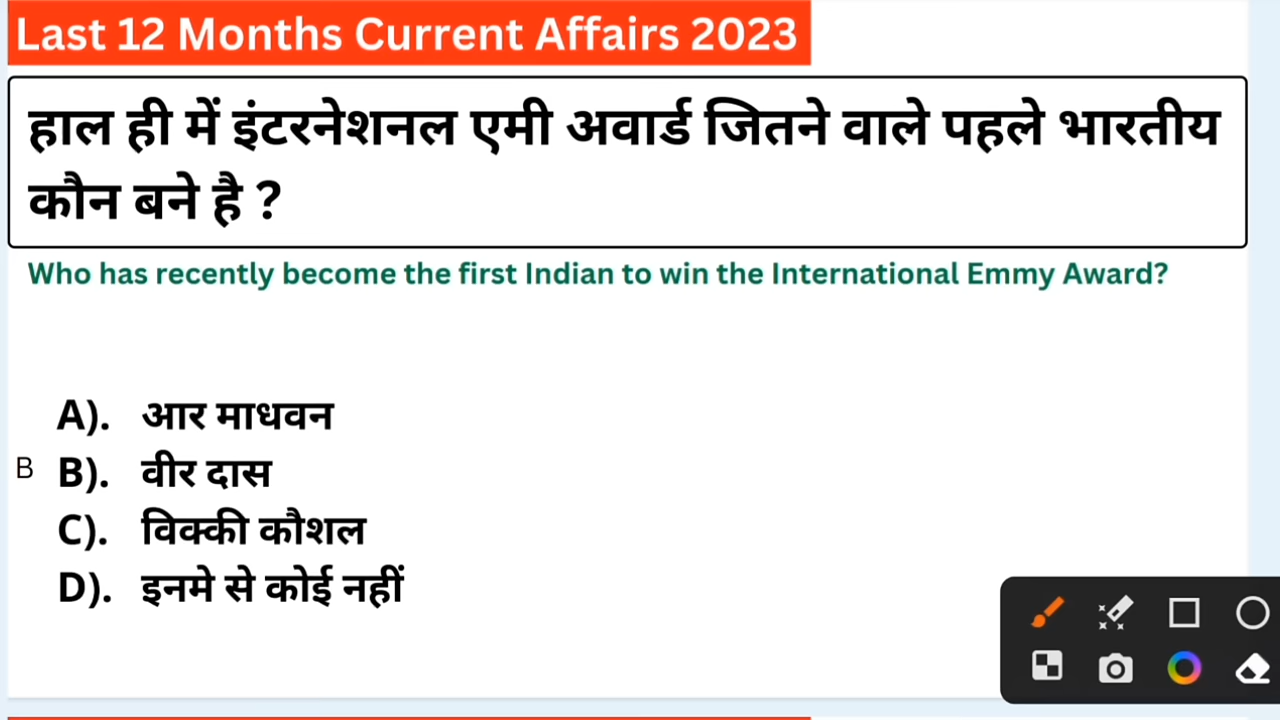 Last 12 Months Current Affairs 2023
हाल ही में इंटरनेशनल एमी अवार्ड जितने वाले पहले भारतीय
कौन बने है ?
Who has recently become the first Indian to win the International Emmy Award?
A). आर माधवन
B B). वीर दास
C). विक्की कौशल
D). इनमे से कोई नहीं